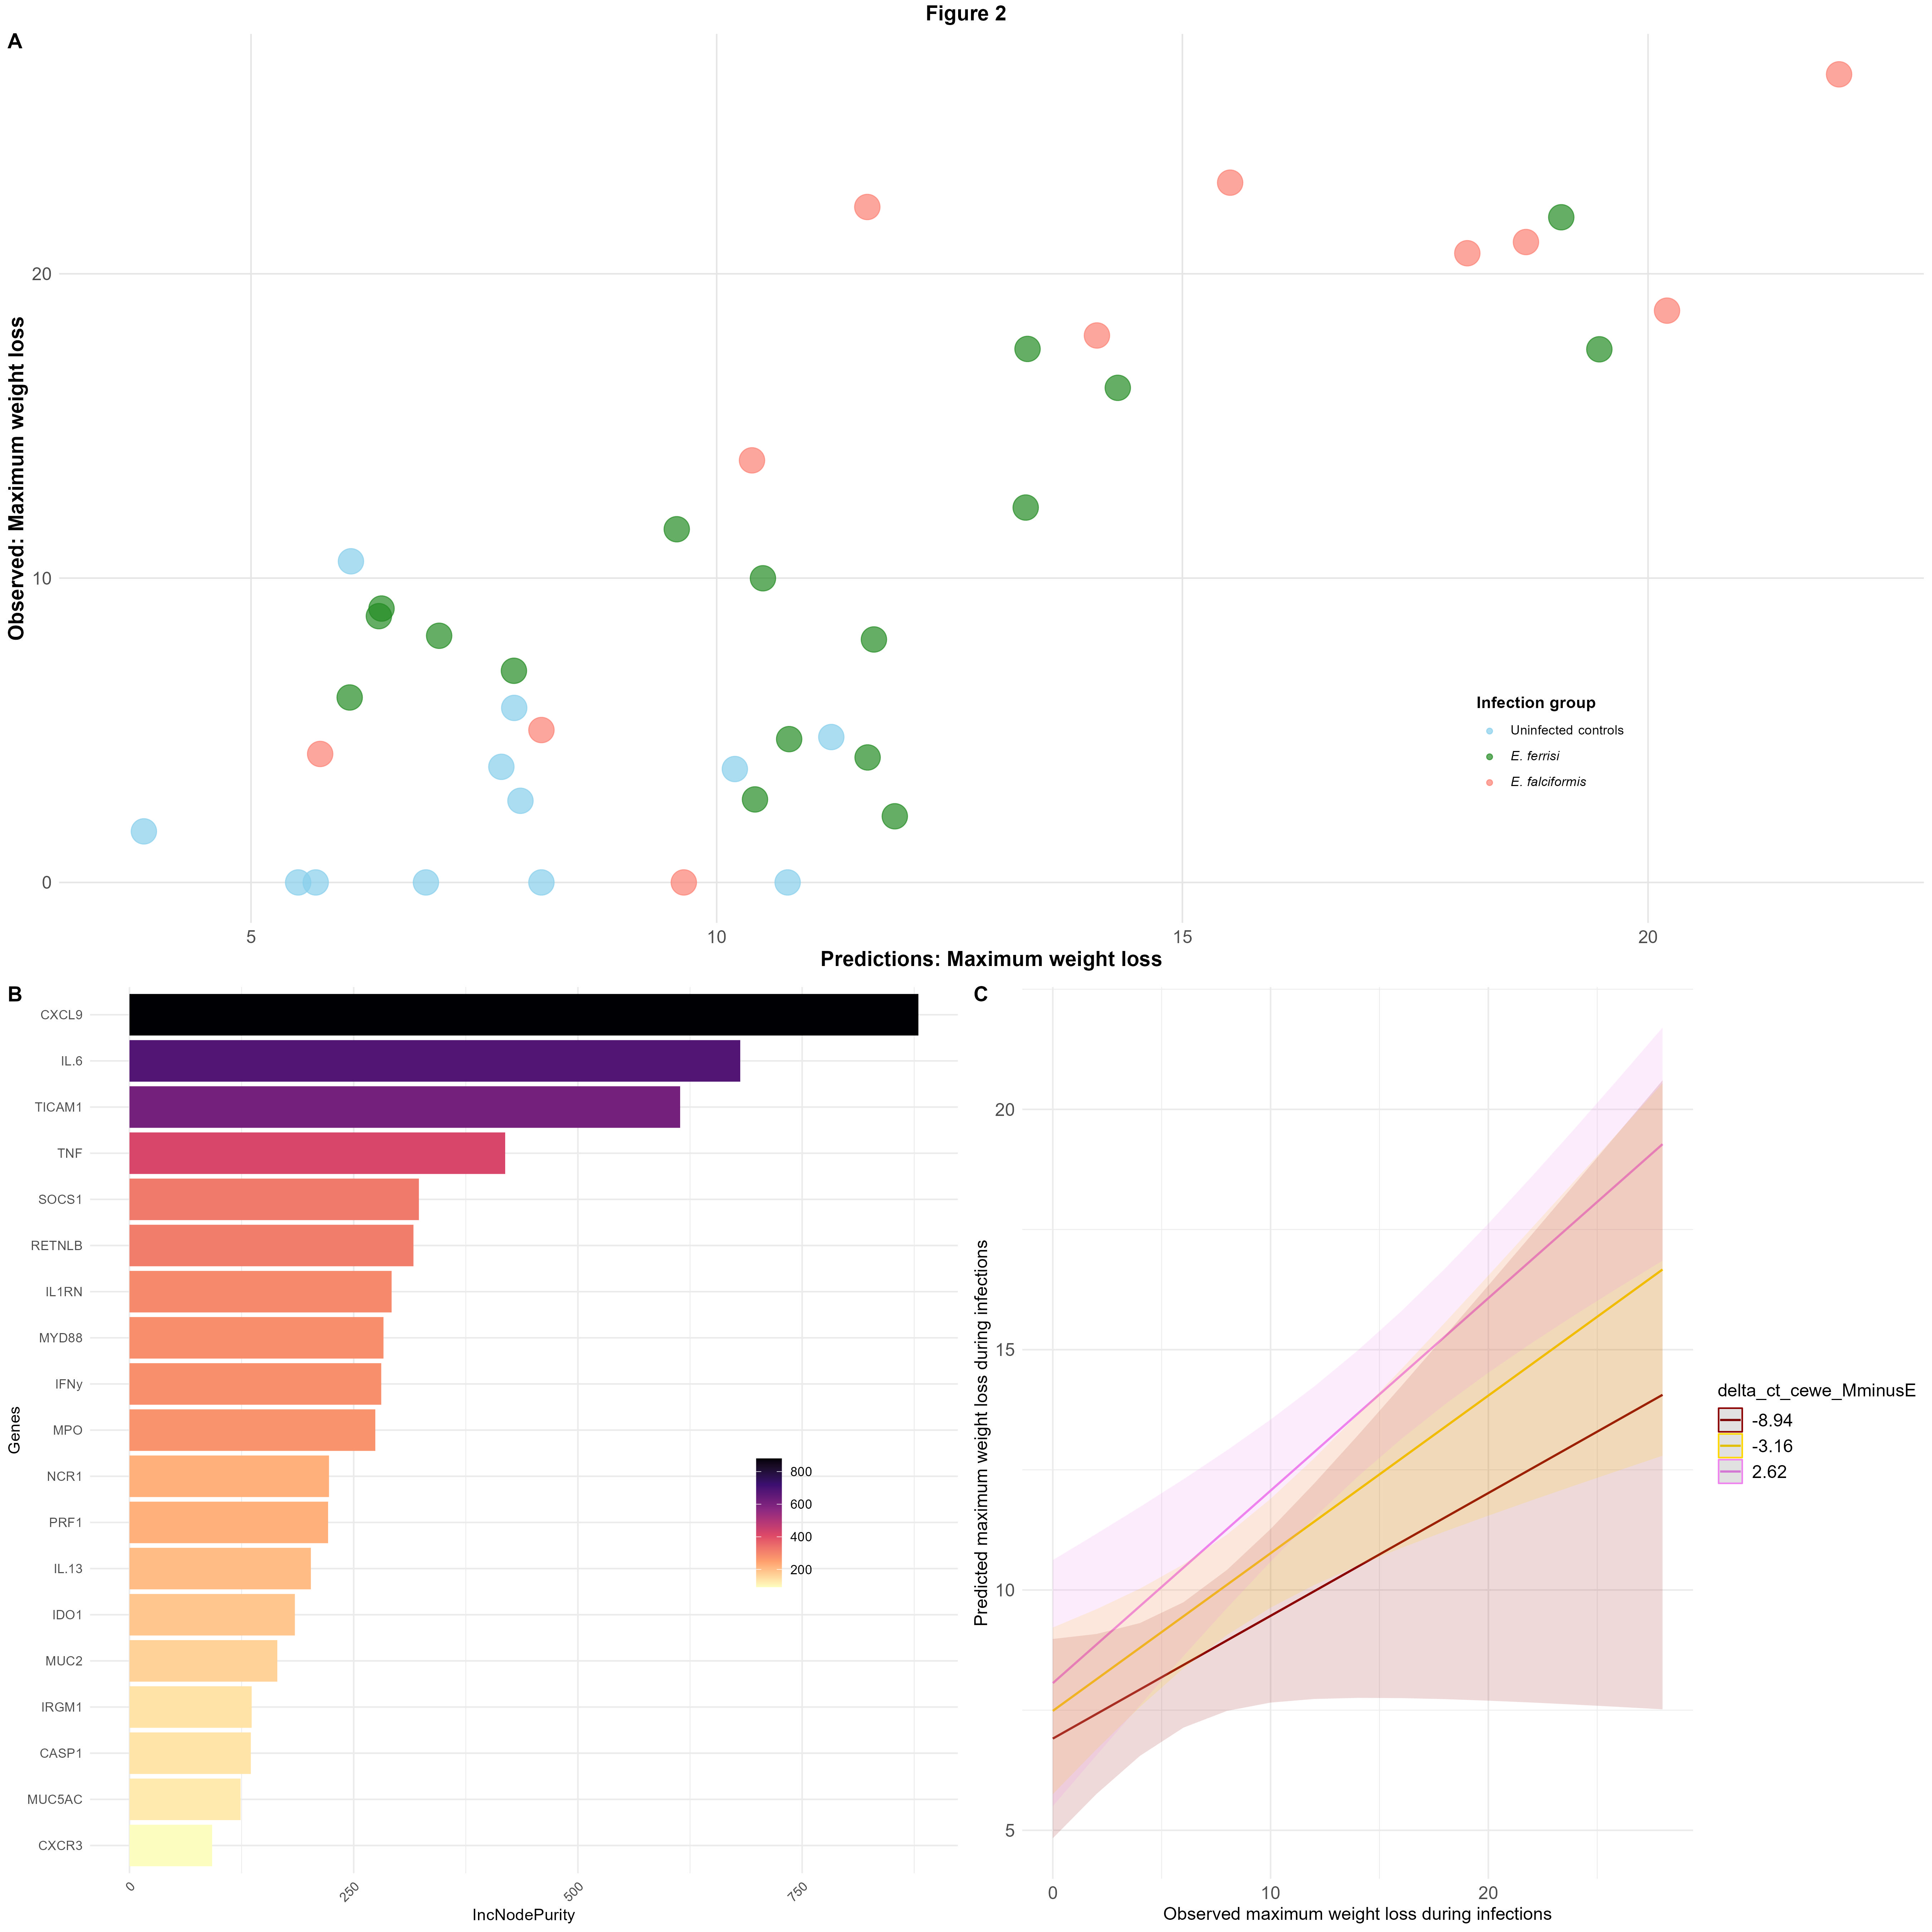 Figure 2
A
Observed: Maximum weight loss
20
10
0
Infection group
Uninfected controls
E. ferrisi
E. falciformis
5
10
15
20
Predictions: Maximum weight loss
B
Genes
CXCL9
IL.6
TICAM1
TNF
SOCS1
RETNLB
IL1RN
MYD88
IFNy
MPO
NCR1
PRF1
IL.13
IDO1
MUC2
IRGM1
CASP1
MUC5AC
CXCR3
800
600
400
200
0
250
500
750
IncNodePurity
C
Predicted maximum weight loss during infections
20
15
10
5
0
10
20
Observed maximum weight loss during infections
delta_ct_cewe_MminusE
-8.94
-3.16
2.62